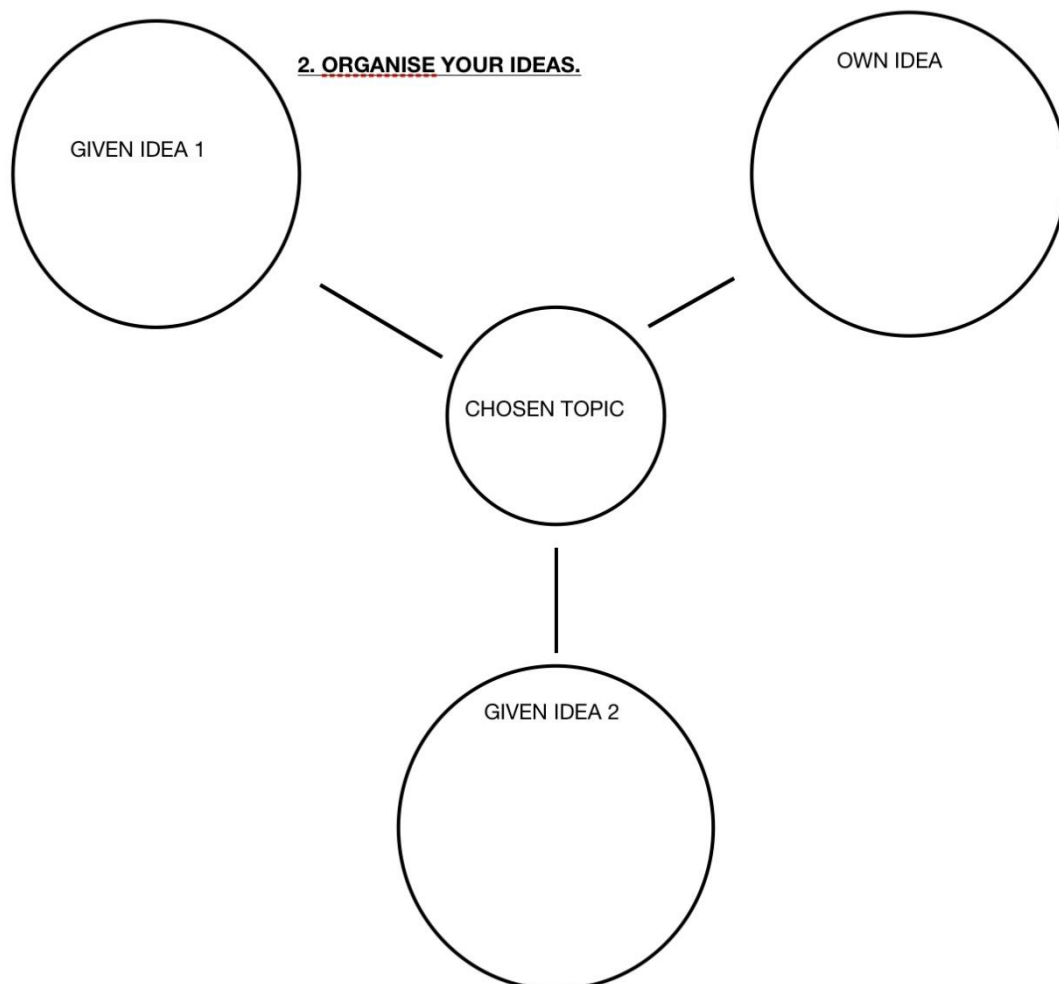 2. ORGANISE YOUR IDEAS.
OWN IDEA
GIVEN IDEA 1
CHOSEN TOPIC
GIVEN IDEA 2